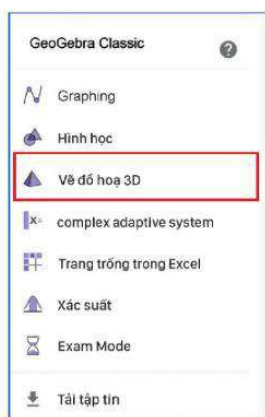 GeoGebra Classic
Graphing
Hình học
Vẽ đồ hoạ 3D
X= complex adaptive system
Trang trống trong Excel
Xác suất
Exam Mode
Tải tập tin